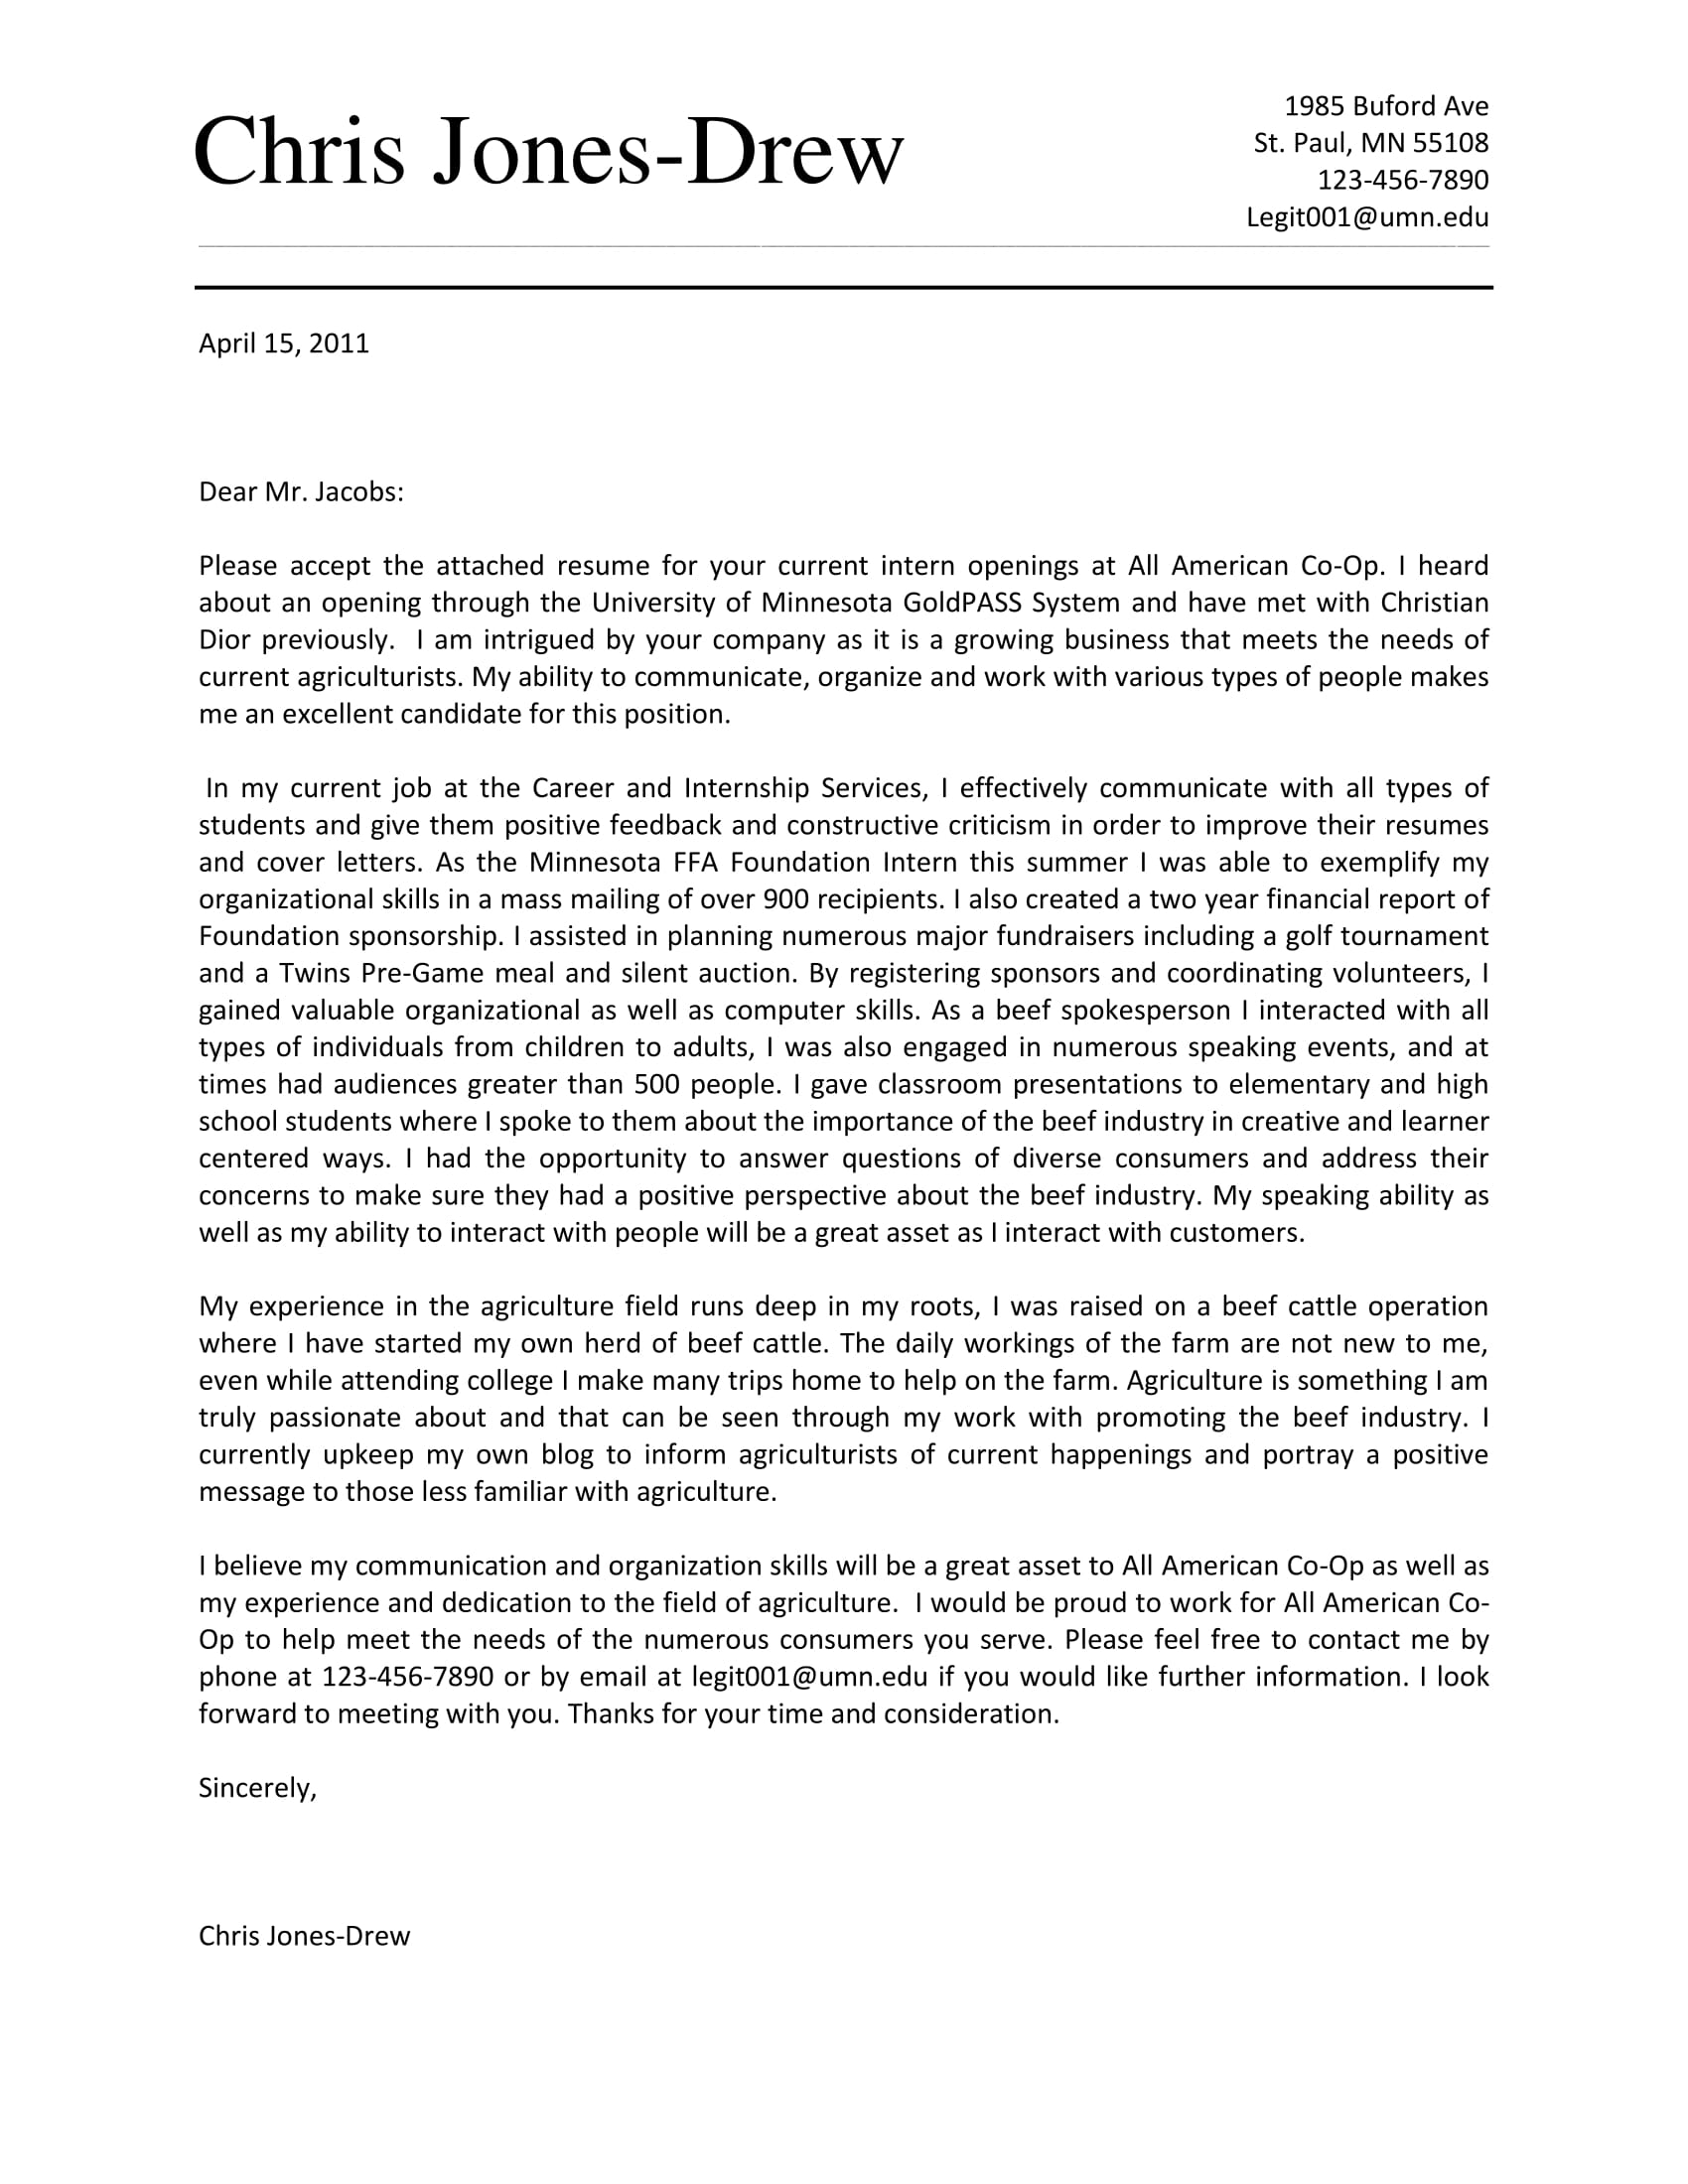 Chris Jones-Drew
1985 Buford Ave
St. Paul, MN 55108
123-456-7890
Legit001@umn.edu
April 15, 2011
Dear Mr. Jacobs:
Please accept the attached resume for your current intern openings at All American Co-Op. I heard
about an opening through the University of Minnesota GoldPASS System and have met with Christian
Dior previously.  I am intrigued by your company as it is a growing business that meets the needs of
current agriculturists. My ability to communicate, organize and work with various types of people makes
me an excellent candidate for this position.
In my current job at the Career and Internship Services, I effectively communicate with all types of
students and give them positive feedback and constructive criticism in order to improve their resumes
and cover letters. As the Minnesota FFA Foundation Intern this summer I was able to exemplify my
organizational skills in a mass mailing of over 900 recipients. I also created a two year financial report of
Foundation sponsorship. I assisted in planning numerous major fundraisers including a golf tournament
and a Twins Pre-Game meal and silent auction. By registering sponsors and coordinating volunteers, I
gained valuable organizational as well as computer skills. As a beef spokesperson I interacted with all
types of individuals from children to adults, I was also engaged in numerous speaking events, and at
times had audiences greater than 500 people. I gave classroom presentations to elementary and high
school students where I spoke to them about the importance of the beef industry in creative and learner
centered ways. I had the opportunity to answer questions of diverse consumers and address their
concerns to make sure they had a positive perspective about the beef industry. My speaking ability as
well as my ability to interact with people will be a great asset as I interact with customers.
My experience in the agriculture field runs deep in my roots, I was raised on a beef cattle operation
where I have started my own herd of beef cattle. The daily workings of the farm are not new to me,
even while attending college I make many trips home to help on the farm. Agriculture is something I am
truly passionate about and that can be seen through my work with promoting the beef industry. I
currently upkeep my own blog to inform agriculturists of current happenings and portray a positive
message to those less familiar with agriculture.
I believe my communication and organization skills will be a great asset to All American Co-Op as well as
my experience and dedication to the field of agriculture.  I would be proud to work for All American Co-
Op to help meet the needs of the numerous consumers you serve. Please feel free to contact me by
phone at 123-456-7890 or by email at legit001@umn.edu if you would like further information. I look
forward to meeting with you. Thanks for your time and consideration.
Sincerely,
Chris Jones-Drew